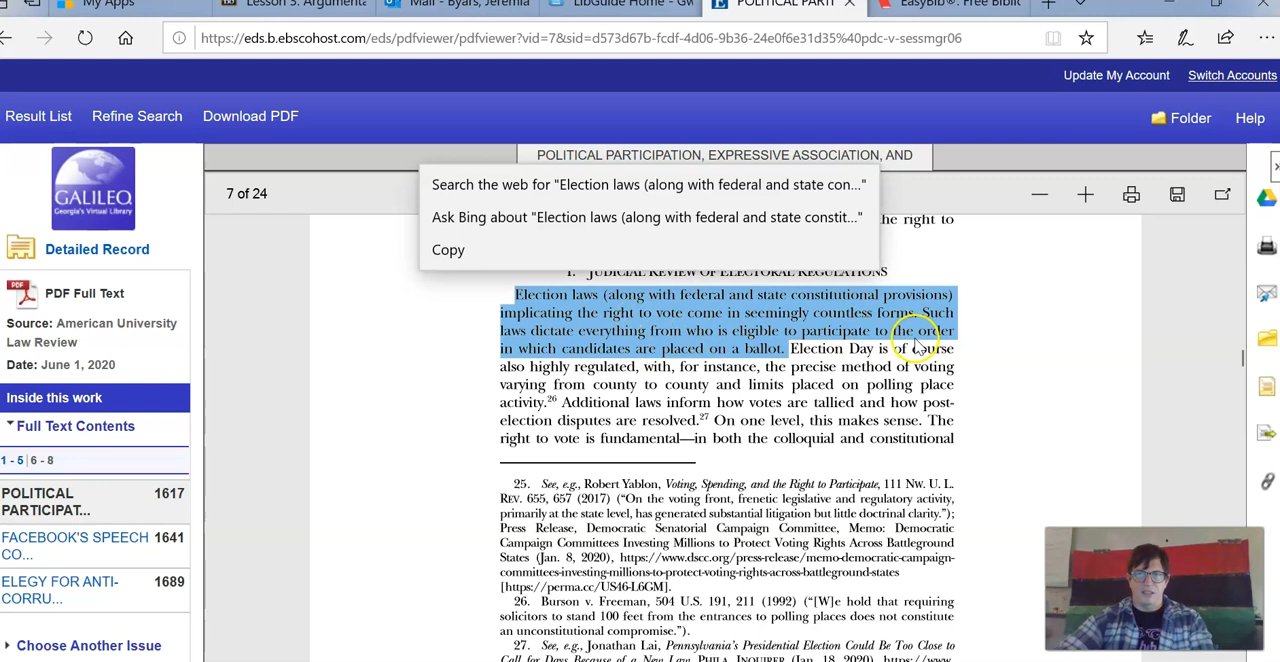 My Apps
Lesson 3. Argumenta
Mail - Byars, Jeremia
LibGuide Home - GW
POLITICAL PARTI
EasyBib®: Free Biblic
https://eds.b.ebscohost.com/eds/pdfviewer/pdfviewer?vid=7&sid=d573d67b-fcdf-4d06-9b36-24e0f6e31d35%40pdc-v-sessmgr06
Update My Account Switch Accounts
Result List Refine Search Download PDF
Folder Help
GALILEO
Georgia's Virtual Library
Detailed Record
PDF
PDF Full Text
Source: American University
Law Review
Date: June 1, 2020
Inside this work
Full Text Contents
1 - 5 | 6 - 8
POLITICAL 1617
PARTICIPAT...
FACEBOOK'S SPEECH 1641
CO...
ELEGY FOR ANTI- 1689
CORRU...
Choose Another Issue
POLITICAL PARTICIPATION, EXPRESSIVE ASSOCIATION, AND
7 of 24
Search the web for "Election laws (along with federal and state con..."
Ask Bing about "Election laws (along with federal and state constit..."
Copy
he right to
I. JUDICIAL REVIEW OF ELECTORAL REGULATIONS
Election laws (along with federal and state constitutional provisions)
implicating the right to vote come in seemingly countless forms. Such
laws dictate everything from who is eligible to participate to the order
in which candidates are placed on a ballot. Election Day is of course
also highly regulated, with, for instance, the precise method of voting
varying from county to county and limits placed on polling place
activity.26 Additional laws inform how votes are tallied and how post-
election disputes are resolved.27 On one level, this makes sense. The
right to vote is fundamental—in both the colloquial and constitutional
25. See, e.g., Robert Yablon, Voting, Spending, and the Right to Participate, 111 NW. U. L.
REV. 655, 657 (2017) ("On the voting front, frenetic legislative and regulatory activity,
primarily at the state level, has generated substantial litigation but little doctrinal clarity.");
Press Release, Democratic Senatorial Campaign Committee, Memo: Democratic
Campaign Committees Investing Millions to Protect Voting Rights Across Battleground
States (Jan. 8, 2020), https://www.dscc.org/press-release/memo-democratic-campaign-
committees-investing-millions-to-protect-voting-rights-across-battleground-states
[https://perma.cc/US46-L6GM].
26. Burson v. Freeman, 504 U.S. 191, 211 (1992) ("[W]e hold that requiring
solicitors to stand 100 feet from the entrances to polling places does not constitute
an unconstitutional compromise.").
27. See, e.g., Jonathan Lai, Pennsylvania's Presidential Election Could Be Too Close to
Call for Days Because of a New Law, PHILA. INQUIRER (Jan. 18, 2020), https://www.